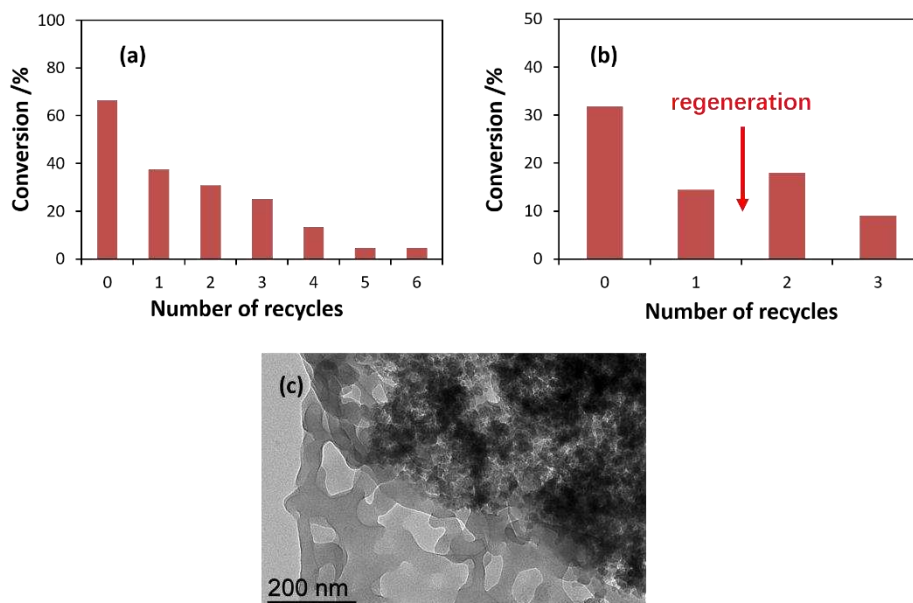 (a)
Conversion /%
100
80
60
40
20
0
0 1 2 3 4 5 6
Number of recycles
(b)
Conversion /%
50
40
30
20
10
0
regeneration
0 1 2 3
Number of recycles
(c)
200 nm